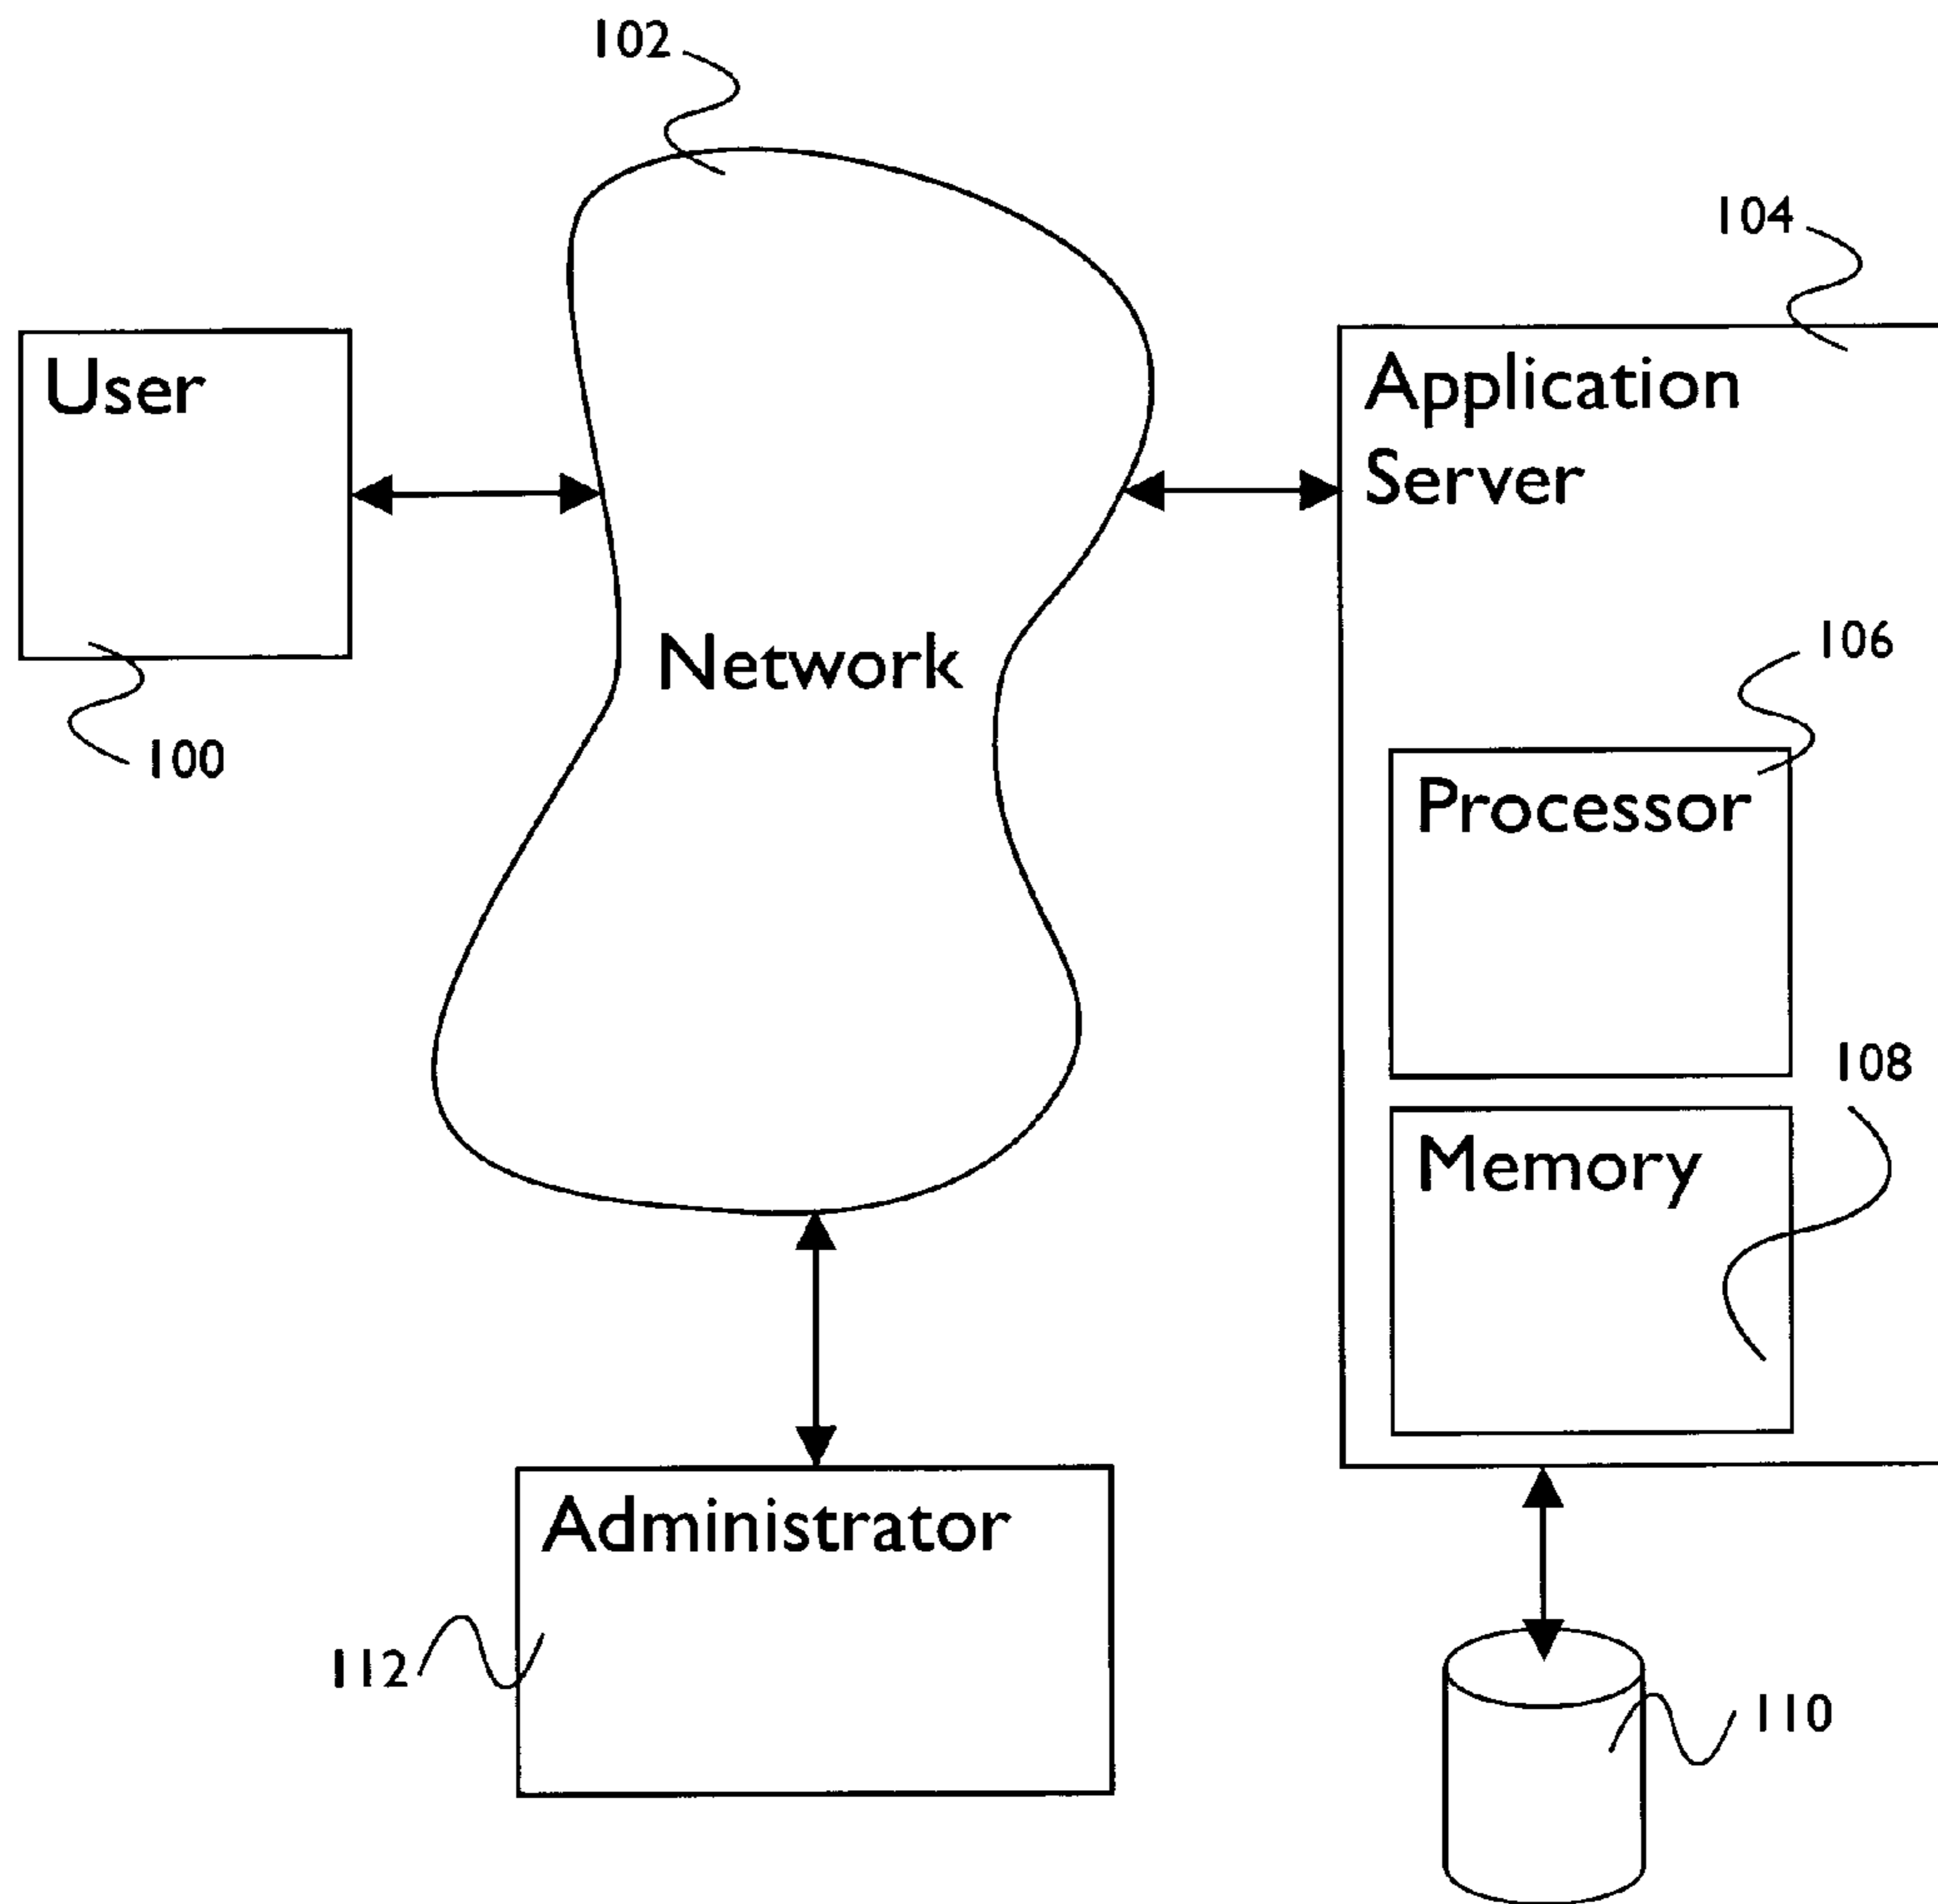 102
104
User
Application
Server
106
Network
100
Processor
108
Memory
Administrator
112
110